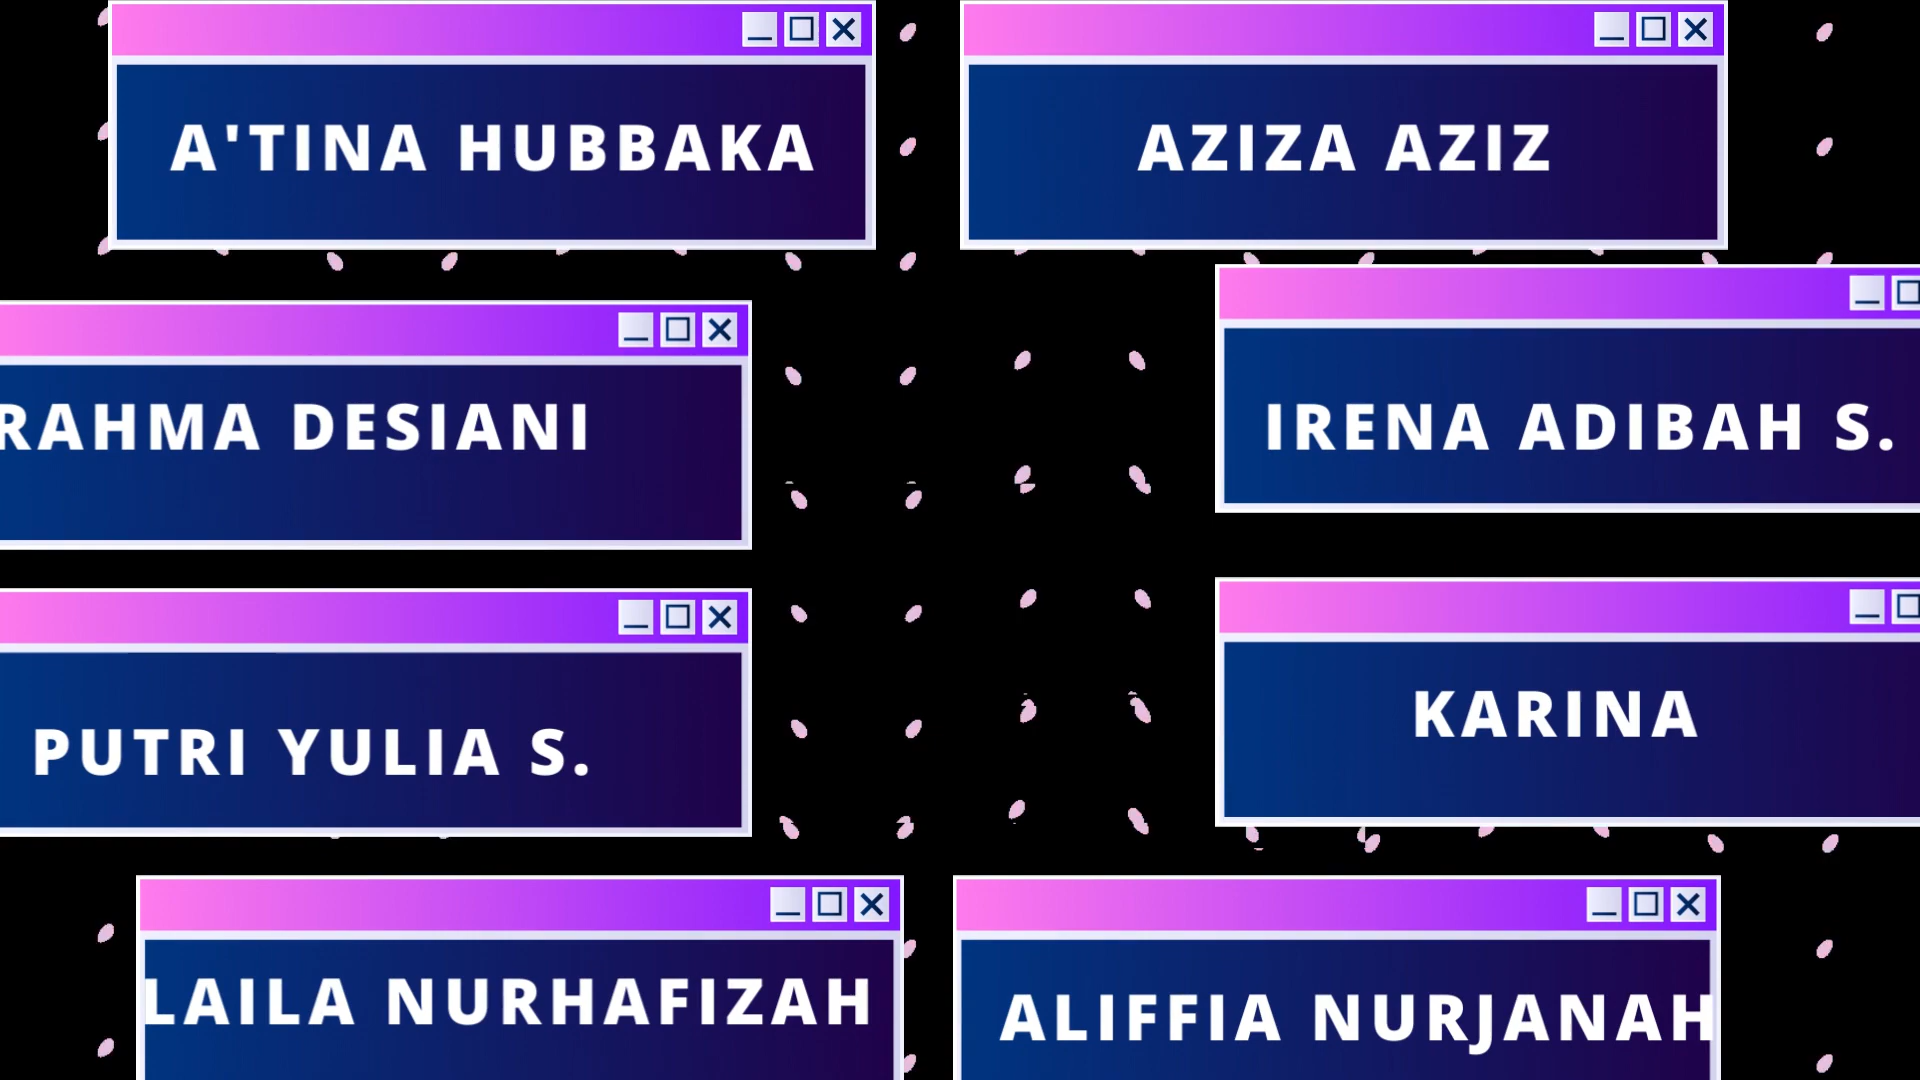 A'TINA HUBBAKA
AZIZA AZIZ
RAHMA DESIANI
IRENA ADIBAH S.
PUTRI YULIA S.
KARINA
LAILA NURHAFIZAH
ALIFFIA NURJANAH